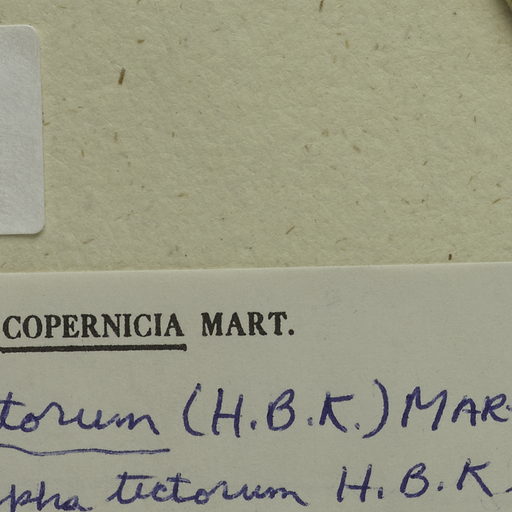 COPERNICIA MART.
torum (H.B.K.) MAR
pha tectorum H.B.K.